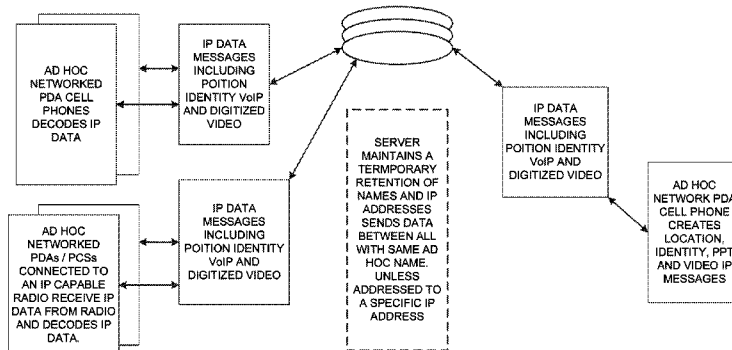 AD HOC
NETWORKED
PDA CELL
PHONES
DECODES IP
DATA
IP DATA
MESSAGES
INCLUDING
POITION
IDENTITY VoIP
AND DIGITIZED
VIDEO
AD HOC
NETWORKED
PDAs / PCSs
CONNECTED TO
AN IP CAPABLE
RADIO RECEIVE IP
DATA FROM RADIO
AND DECODES IP
DATA.
IP DATA
MESSAGES
INCLUDING
POITION IDENTITY
VoIP AND
DIGITIZED VIDEO
SERVER
MAINTAINS A
TERMPORARY
RETENTION OF
NAMES AND IP
ADDRESSES
SENDS DATA
BETWEEN ALL
WITH SAME AD
HOC NAME.
UNLESS
ADDRESSED TO
A SPECIFIC IP
ADDRESS
IP DATA
MESSAGES
INCLUDING
POITION IDENTITY
VoIP AND
DIGITIZED VIDEO
AD HOC
NETWORK PDA
CELL PHONE
CREATES
LOCATION,
IDENTITY, PPT
AND VIDEO IP
MESSAGES